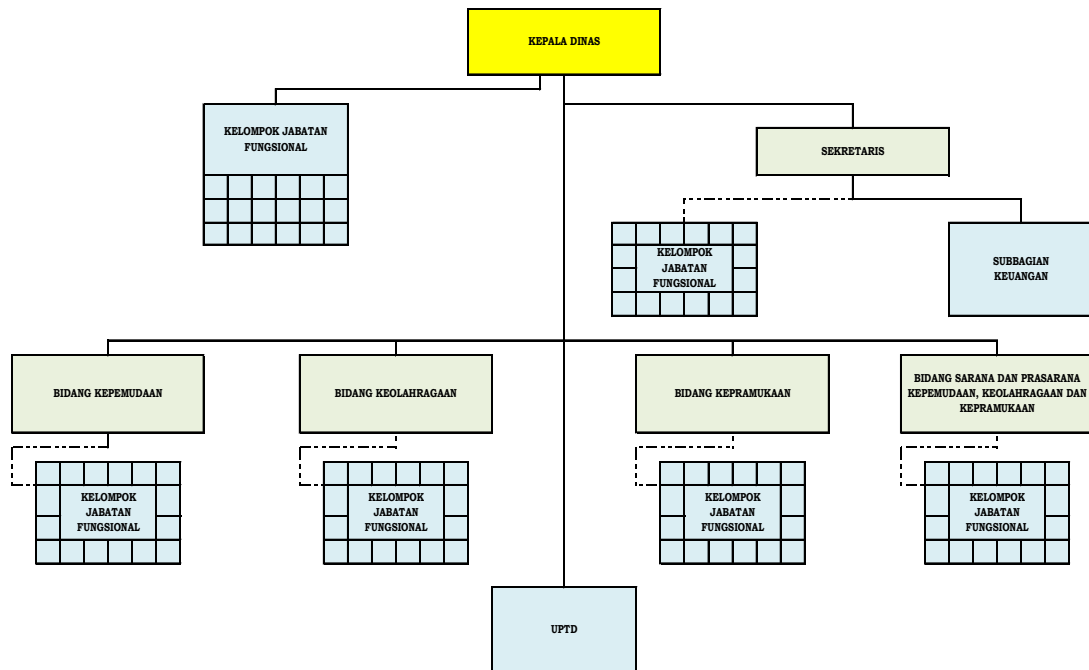 KEPALA DINAS
KELOMPOK JABATAN
FUNGSIONAL
SEKRETARIS
KELOMPOK
JABATAN
FUNGSIONAL
SUBBAGIAN
KEUANGAN
BIDANG KEPEMUDAAN
BIDANG KEOLAHRAGAAN
BIDANG KEPRAMUKAAN
BIDANG SARANA DAN PRASARANA
KEPEMUDAAN, KEOLAHRAGAAN DAN
KEPRAMUKAAN
KELOMPOK
JABATAN
FUNGSIONAL
KELOMPOK
JABATAN
FUNGSIONAL
KELOMPOK
JABATAN
FUNGSIONAL
KELOMPOK
JABATAN
FUNGSIONAL
UPTD